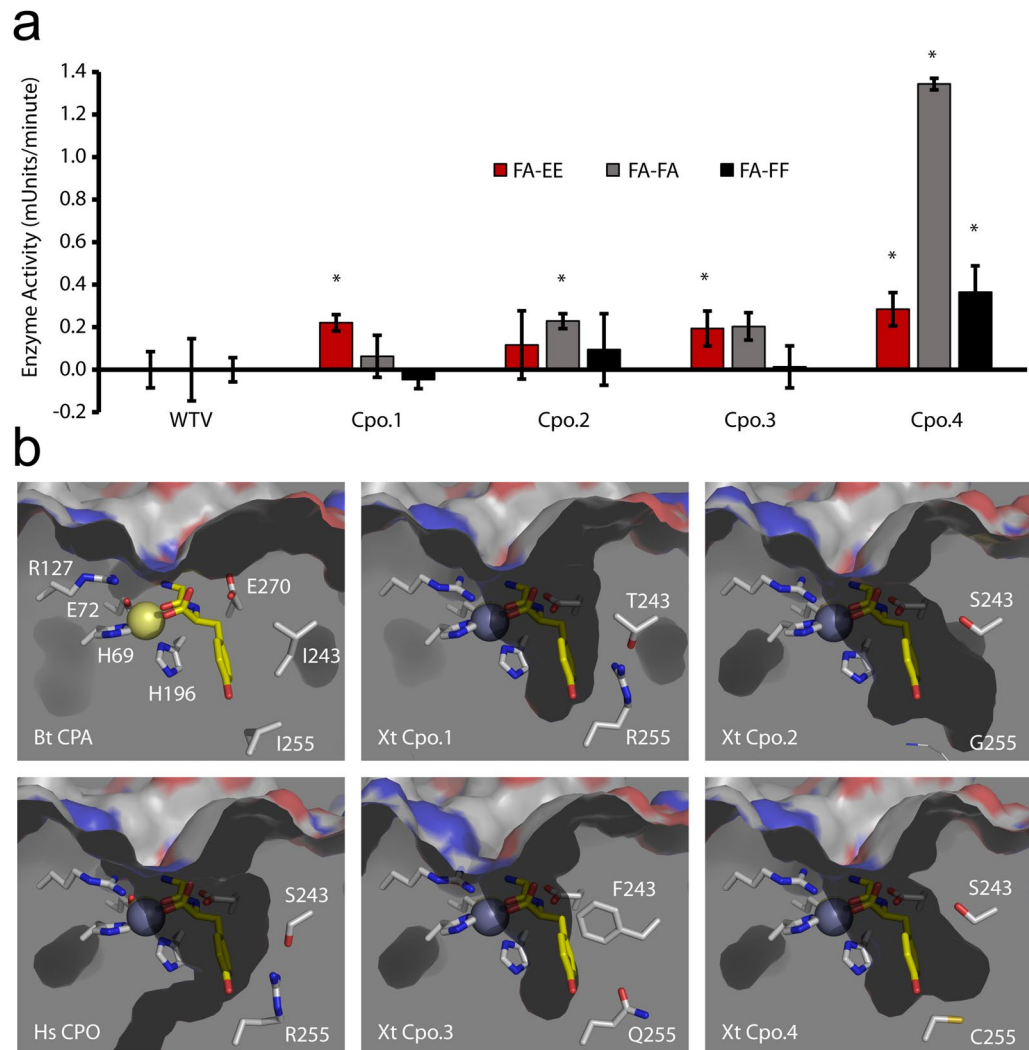 a
Enzyme Activity (mUnits/minute)
1.4
1.2
1.0
0.8
0.6
0.4
0.2
0.0
-0.2
* * * * * *
FA-EE FA-FA FA-FF
WTV Cpo.1 Cpo.2 Cpo.3 Cpo.4
b
R127
E72
E270
H69
I243
H196
I255
Bt CPA
T243
R255
Xt Cpo.1
S243
G255
Xt Cpo.2
S243
R255
Hs CPO
F243
Q255
Xt Cpo.3
S243
C255
Xt Cpo.4